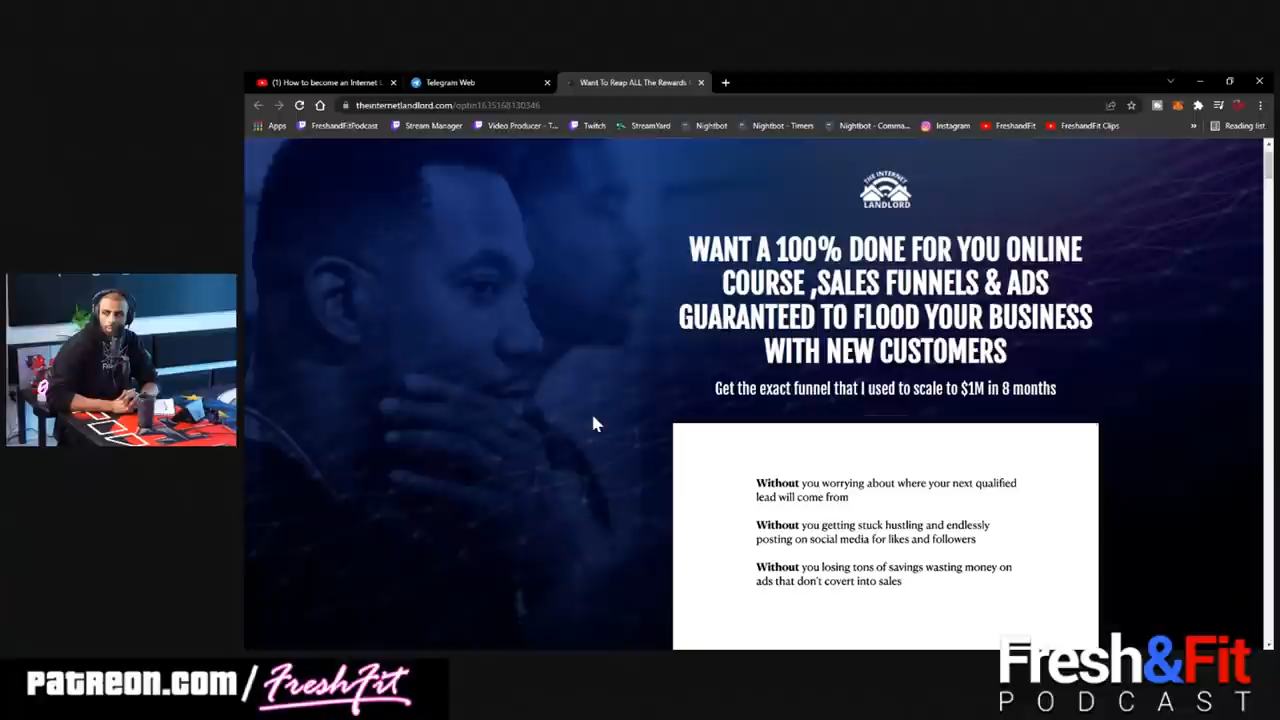 (1) How to become an Internet L
Telegram Web
Want To Reap ALL The Rewards
theinternetlandlord.com/optin1635168130346
Apps
FreshandFitPodcast
Stream Manager
Video Producer - T...
Twitch
StreamYard
Nightbot
Nightbot - Timers
Nightbot - Comma...
Instagram
FreshandFit
FreshandFit Clips
»
Reading list
THE INTERNET
LANDLORD
WANT A 100% DONE FOR YOU ONLINE
COURSE ,SALES FUNNELS & ADS
GUARANTEED TO FLOOD YOUR BUSINESS
WITH NEW CUSTOMERS
Get the exact funnel that I used to scale to $1M in 8 months
Without you worrying about where your next qualified
lead will come from
Without you getting stuck hustling and endlessly
posting on social media for likes and followers
Without you losing tons of savings wasting money on
ads that don't covert into sales
PATREON.COM/FRESHFIT
Fresh&Fit
PODCAST